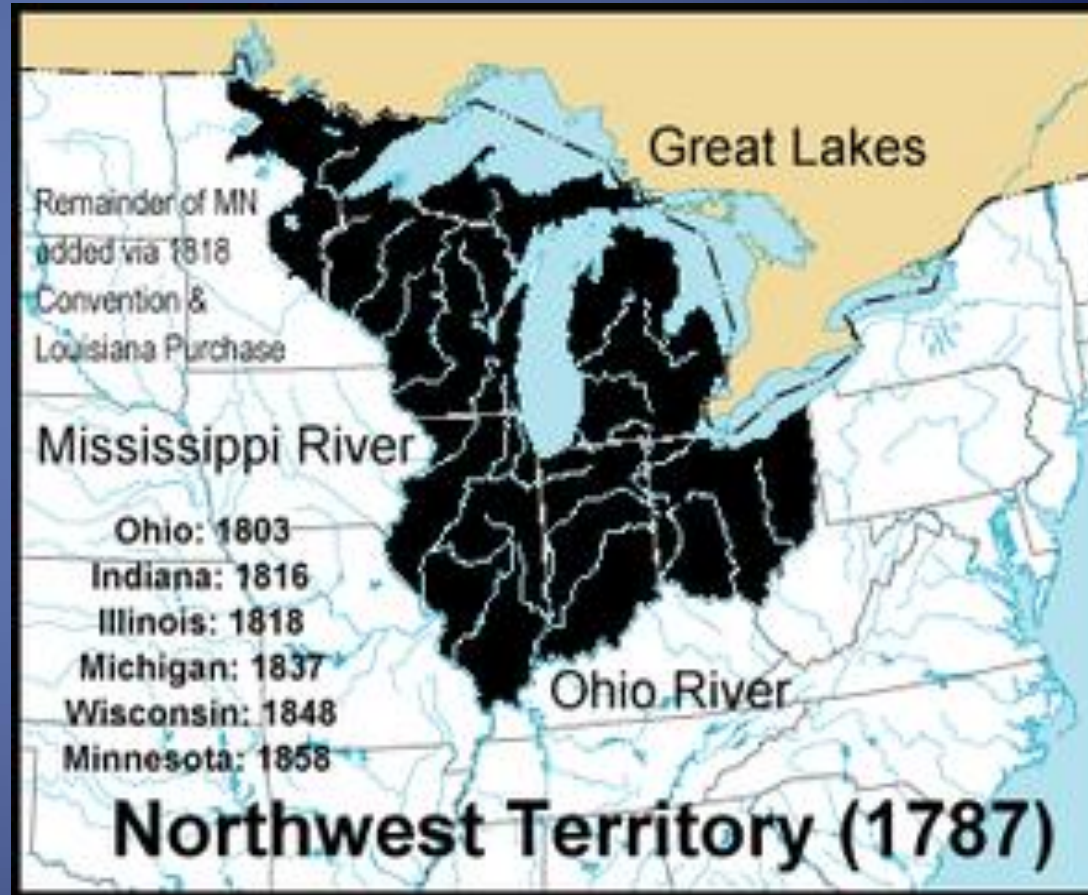 Great Lakes
Remainder of MN
added via 1818
Convention &
Louisiana Purchase
Mississippi River
Ohio: 1803
Indiana: 1816
Illinois: 1818
Michigan: 1837
Wisconsin: 1848
Minnesota: 1858
Ohio River
Northwest Territory (1787)